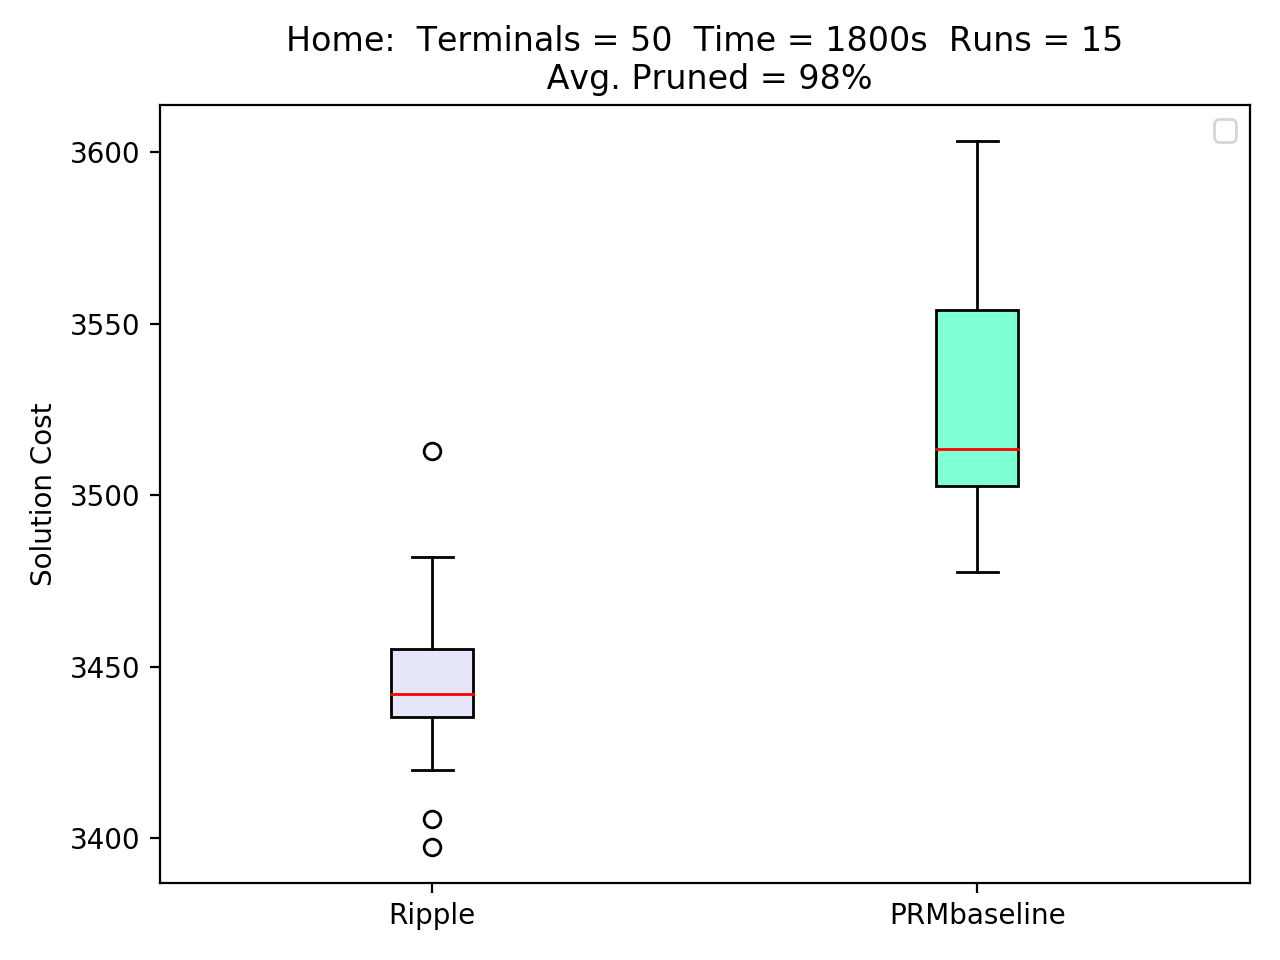 Home:  Terminals = 50  Time = 1800s  Runs = 15
Avg. Pruned = 98%
3600
3550
3500
3450
3400
Solution Cost
Ripple
PRMbaseline